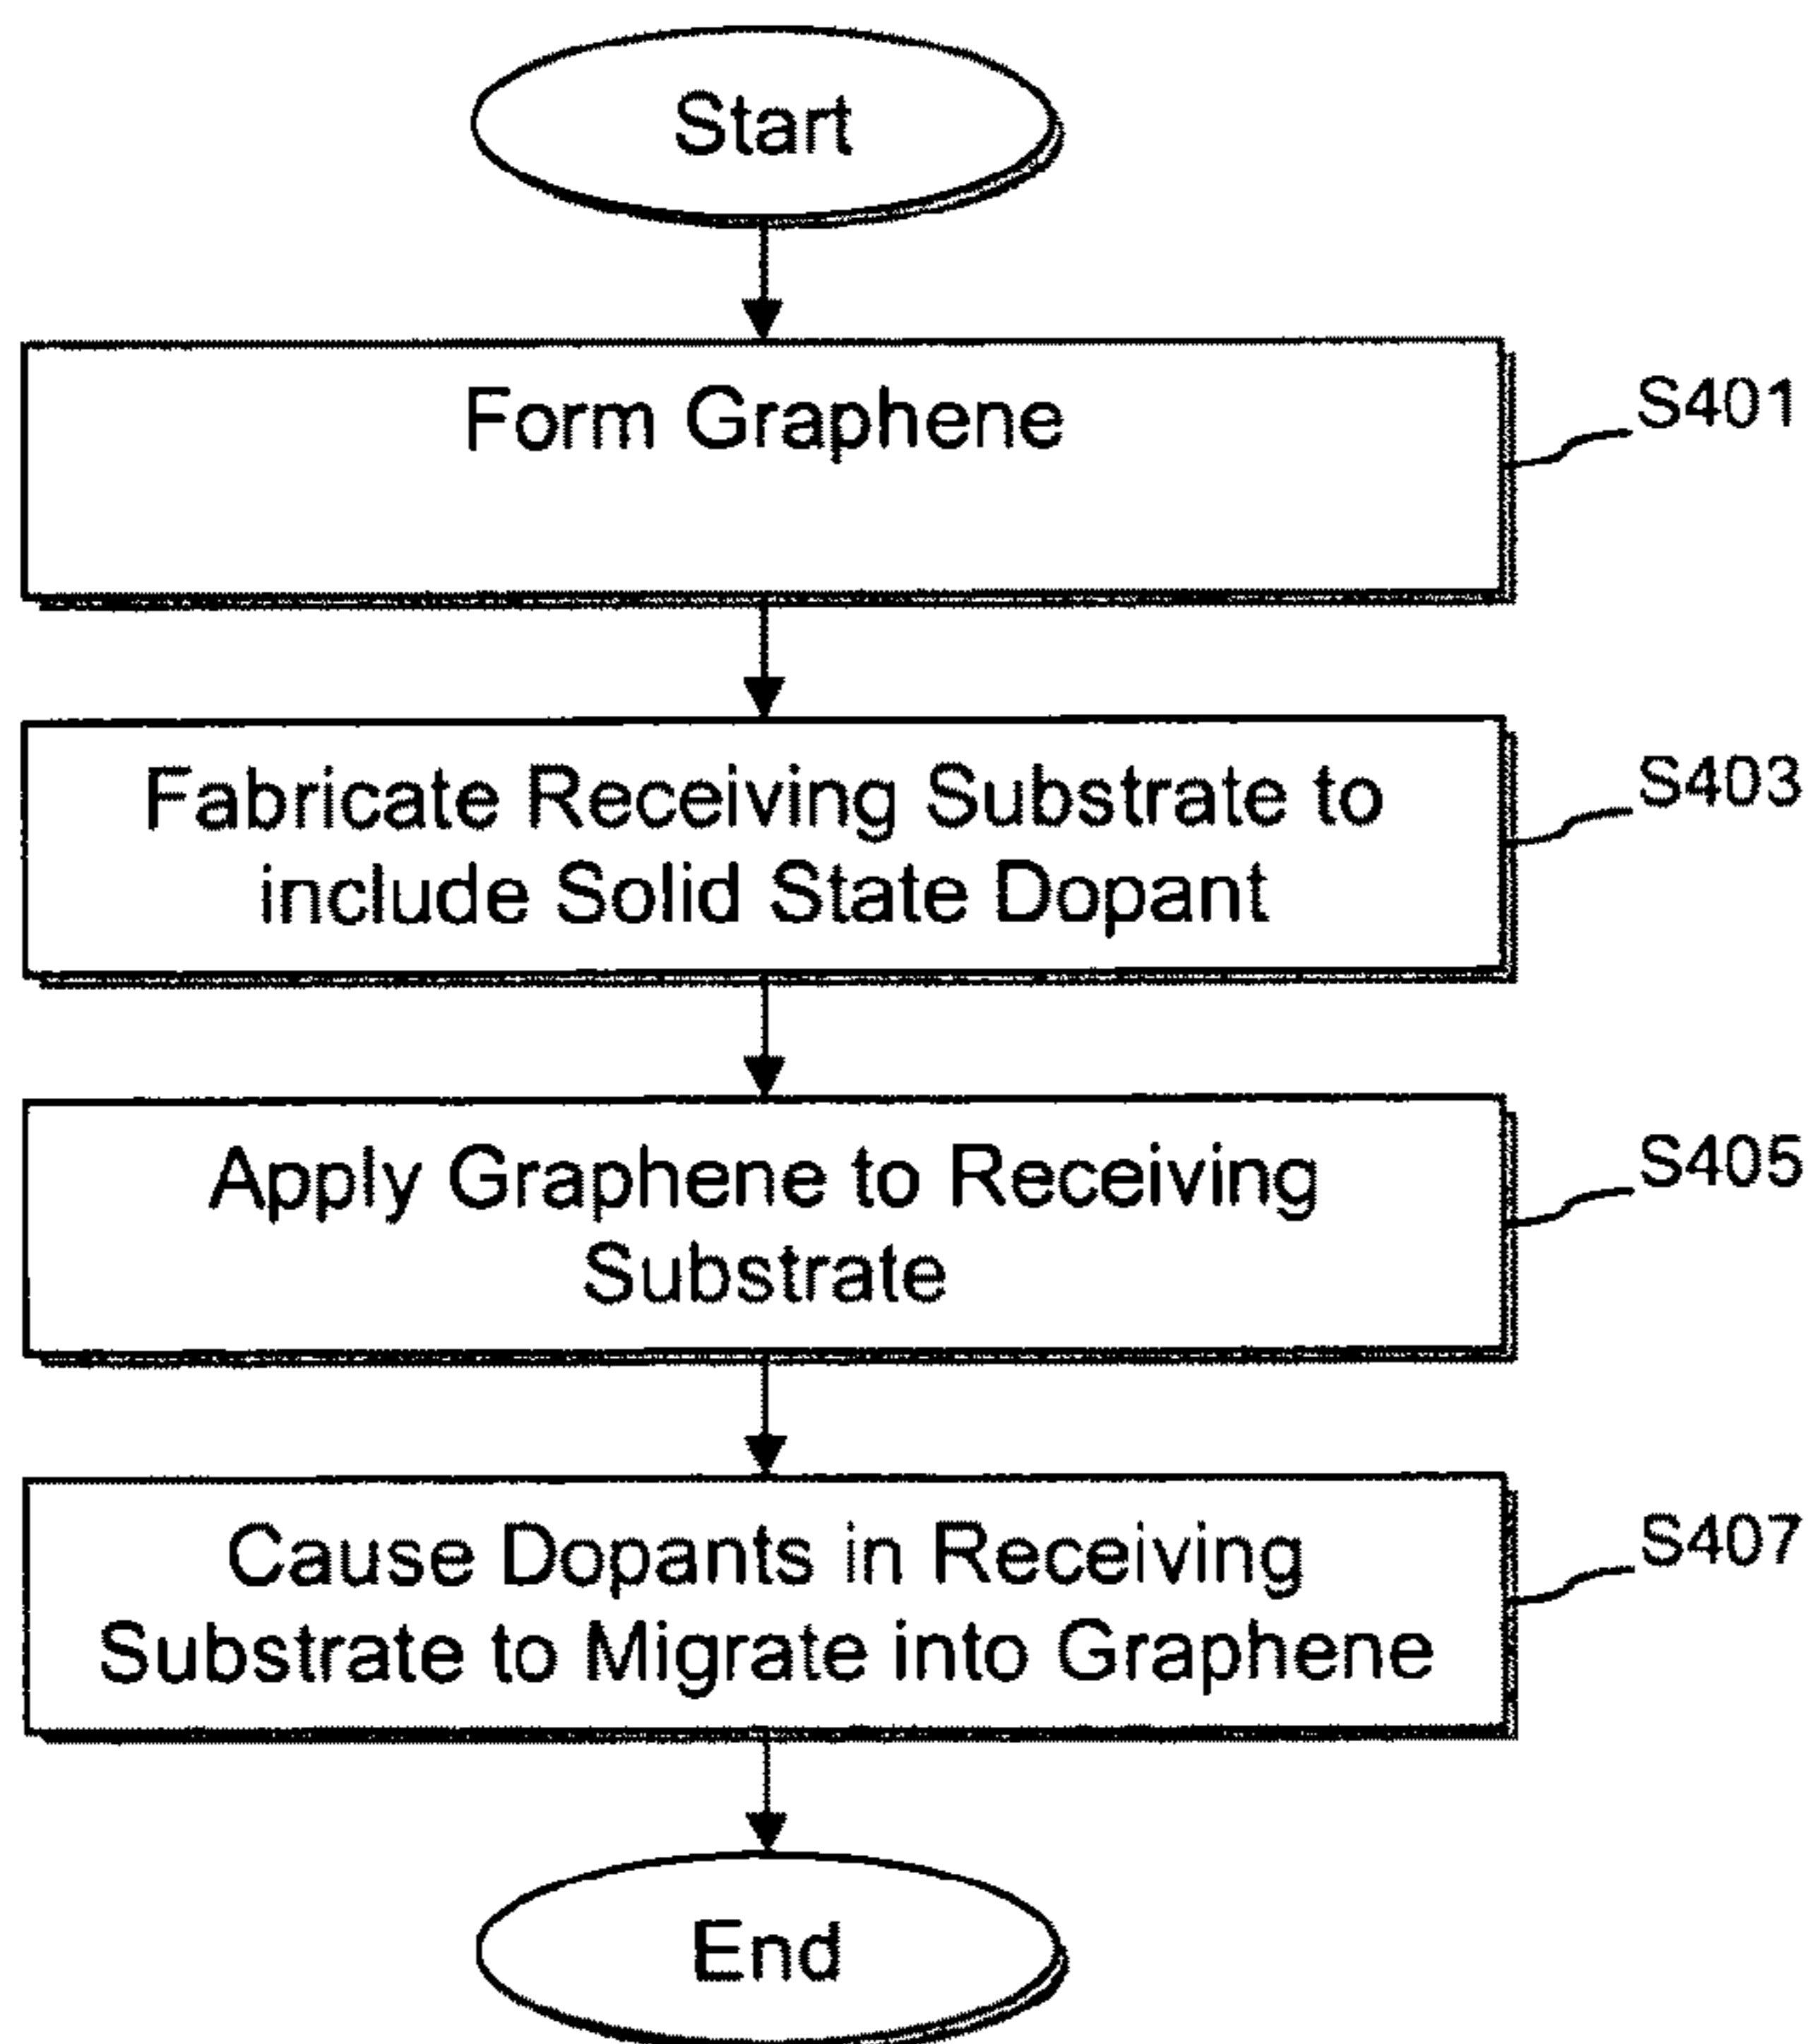 Start
Form Graphene
S401
Fabricate Receiving Substrate to
include Solid State Dopant
S403
Apply Graphene to Receiving
Substrate
S405
Cause Dopants in Receiving
Substrate to Migrate into Graphene
S407
End